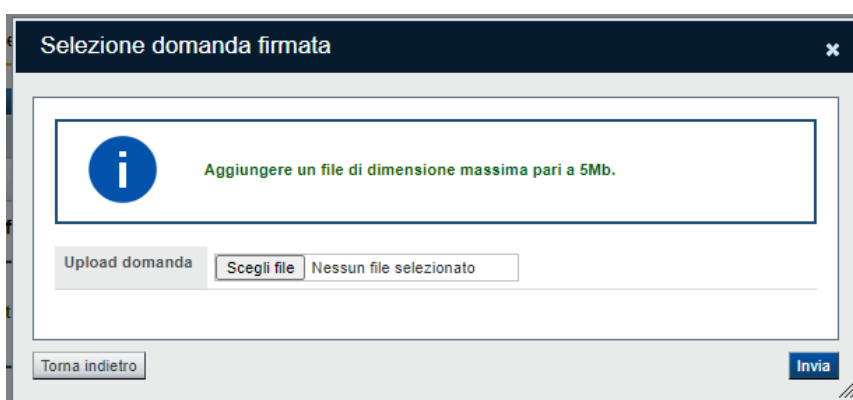 Selezione domanda firmata
Aggiungere un file di dimensione massima pari a 5Mb.
Upload domanda Scegli file Nessun file selezionato
Torna indietro Invia